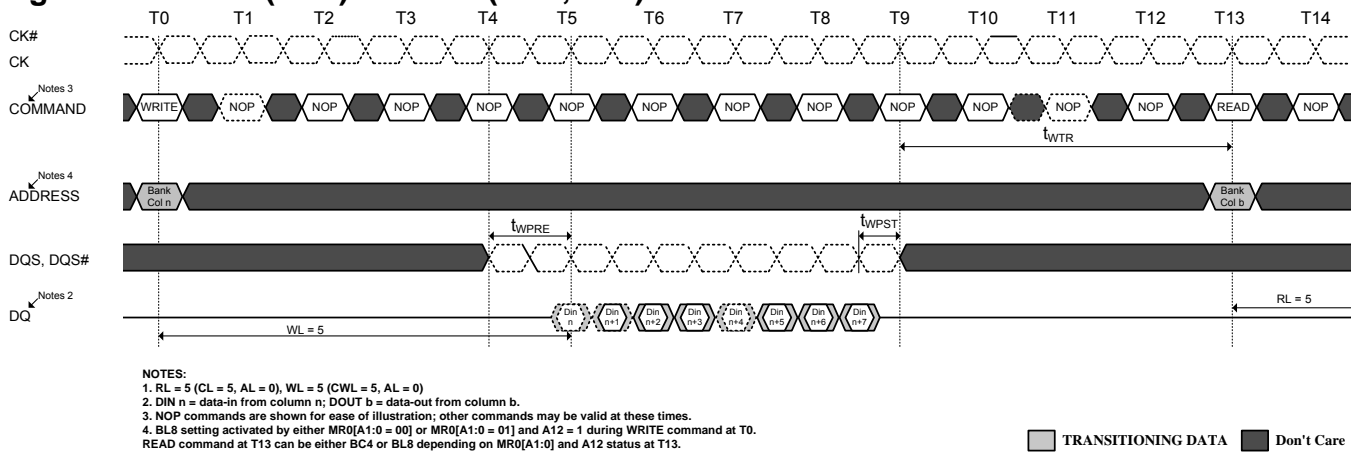 T0 T1 T2 T3 T4 T5 T6 T7 T8 T9 T10 T11 T12 T13 T14
CK#
CK
Notes 3
COMMAND
WRITE NOP NOP NOP NOP NOP NOP NOP NOP NOP NOP NOP NOP READ NOP
tWTR
Notes 4
ADDRESS
Bank
Col n
Bank
Col b
tWPRE
tWPST
DQS, DQS#
Notes 2
DQ
Din
n
Din
n+1
Din
n+2
Din
n+3
Din
n+4
Din
n+5
Din
n+6
Din
n+7
RL = 5
WL = 5
NOTES:
1. RL = 5 (CL = 5, AL = 0), WL = 5 (CWL = 5, AL = 0)
2. DIN n = data-in from column n; DOUT b = data-out from column b.
3. NOP commands are shown for ease of illustration; other commands may be valid at these times.
4. BL8 setting activated by either MR0[A1:0 = 00] or MR0[A1:0 = 01] and A12 = 1 during WRITE command at T0.
READ command at T13 can be either BC4 or BL8 depending on MR0[A1:0] and A12 status at T13.
TRANSITIONING DATA Don't Care